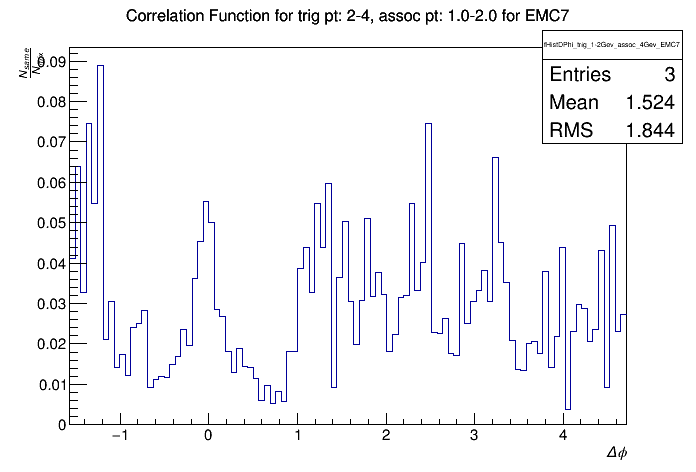 Correlation Function for trig pt: 2-4, assoc pt: 1.0-2.0 for EMC7
fHistDPhi_trig_1-2Gev_assoc_4Gev_EMC7
Entries 3
Mean 1.524
RMS 1.844
N_same
0.09
0.08
0.07
0.06
0.05
0.04
0.03
0.02
0.01
0
−1 0 1 2 3 4
Δϕ